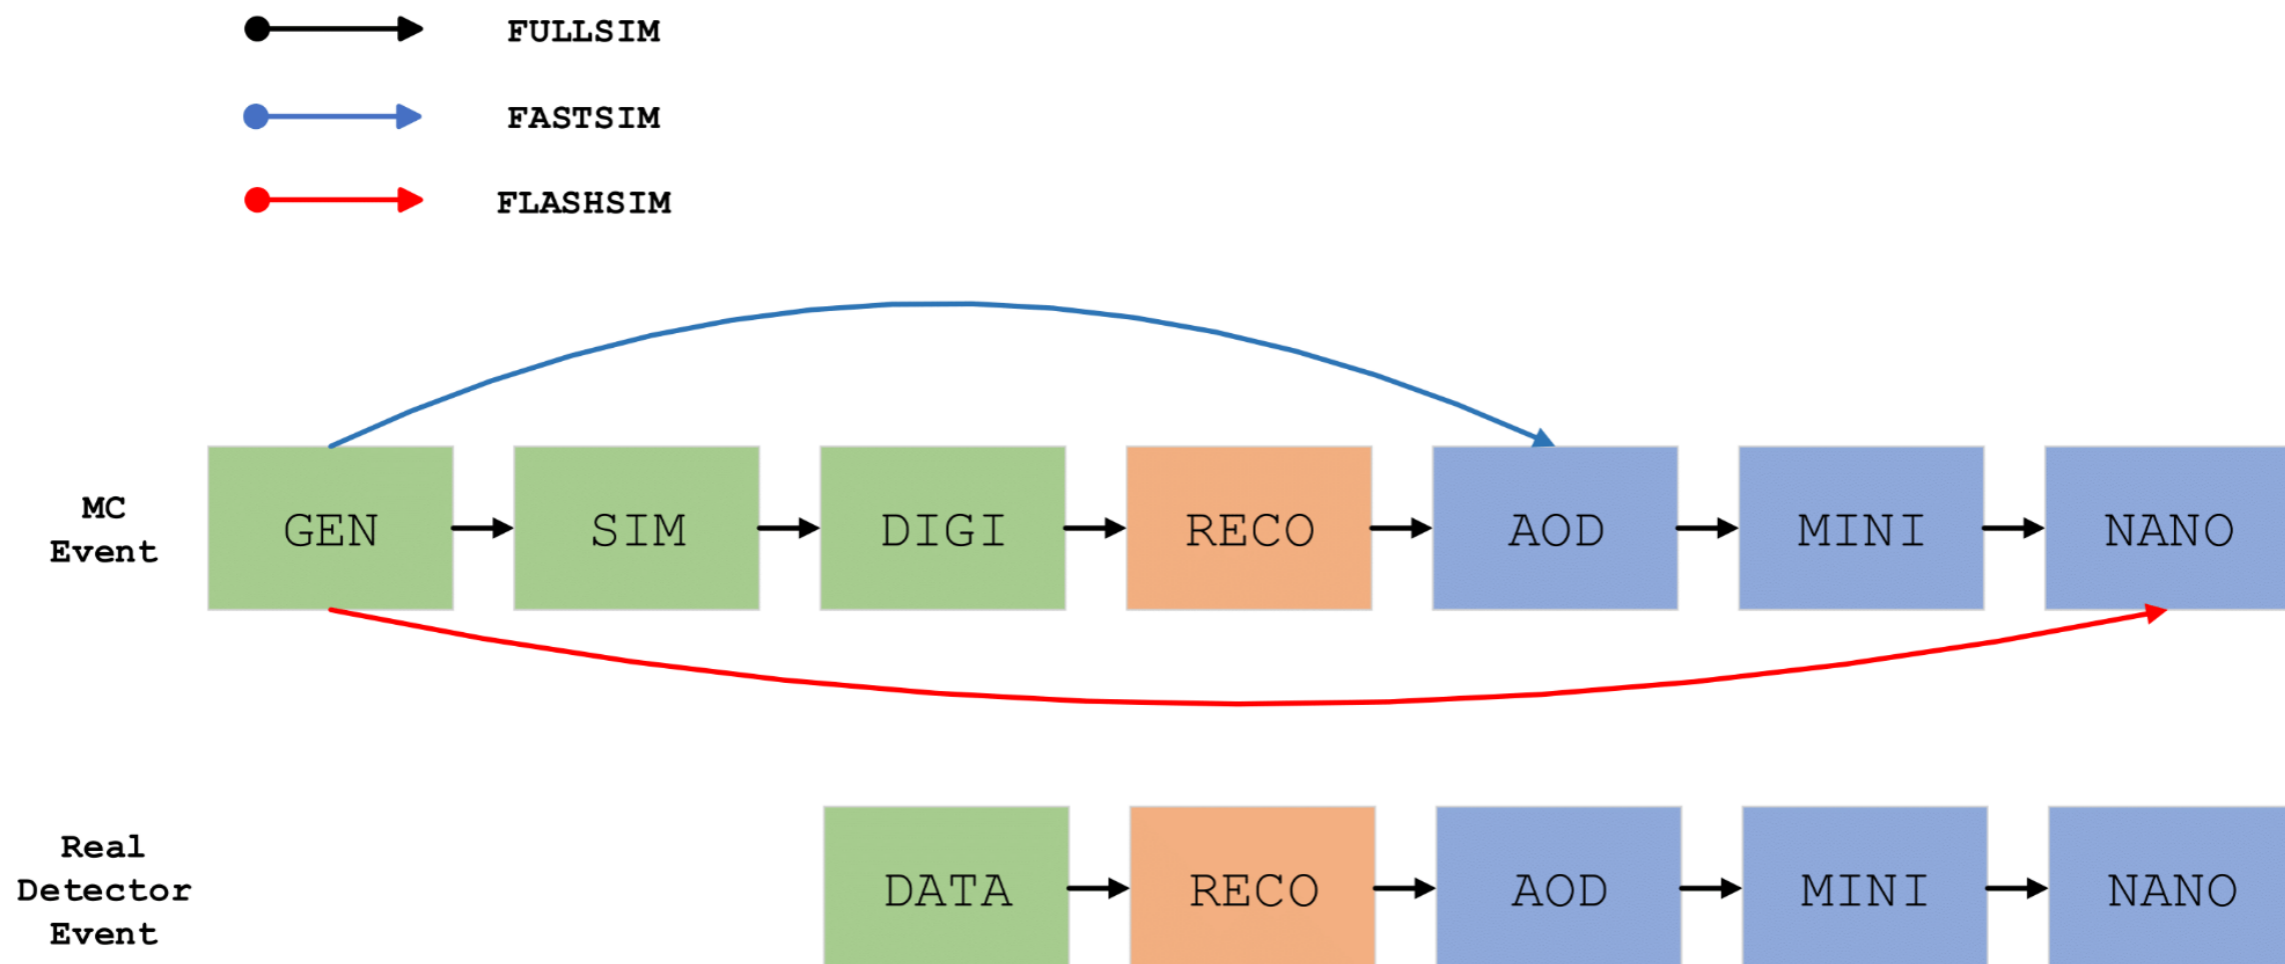 FULLSIM
FASTSIM
FLASHSIM
MC
Event
GEN
SIM
DIGI
RECO
AOD
MINI
NANO
Real
Detector
Event
DATA
RECO
AOD
MINI
NANO